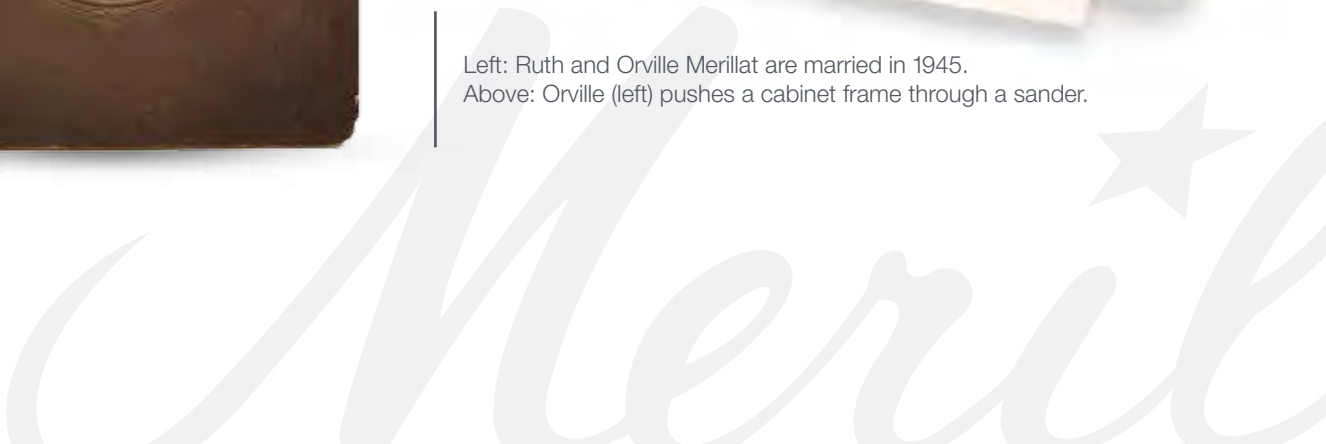 Left: Ruth and Orville Merillat are married in 1945.
Above: Orville (left) pushes a cabinet frame through a sander.
Meril